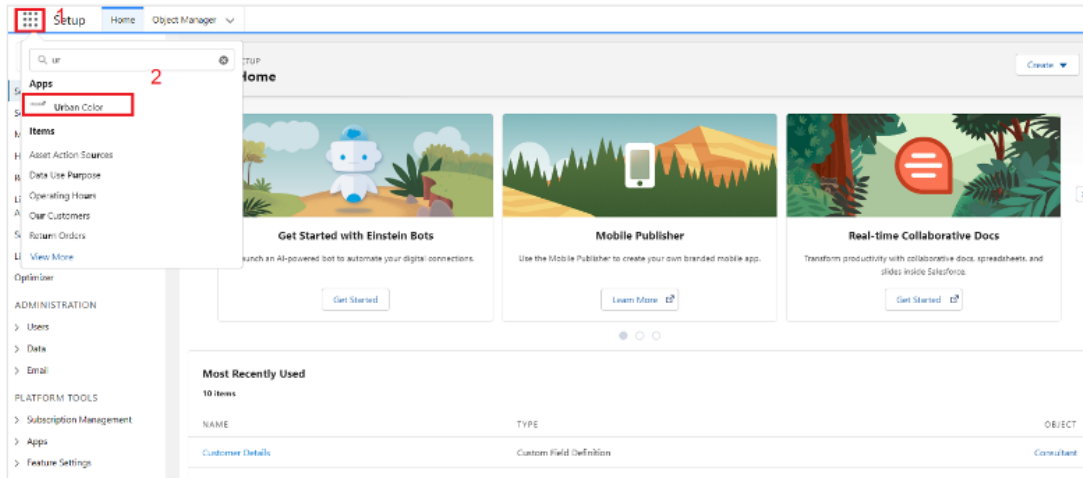 1
Setup Home Object Manager
ur
SETUP
Home
Create
2
Apps
Urban Color
Items
Asset Action Sources
Data Use Purpose
Operating Hours
Our Customers
Return Orders
View More
Optimizer
ADMINISTRATION
Users
Data
Email
PLATFORM TOOLS
Subscription Management
Apps
Feature Settings
Get Started with Einstein Bots
Launch an AI-powered bot to automate your digital connections.
Get Started
Mobile Publisher
Use the Mobile Publisher to create your own branded mobile app.
Learn More
Real-time Collaborative Docs
Transform productivity with collaborative docs, spreadsheets, and
slides inside Salesforce.
Get Started
Most Recently Used
10 items
NAME TYPE OBJECT
Customer Details Custom Field Definition Consultant